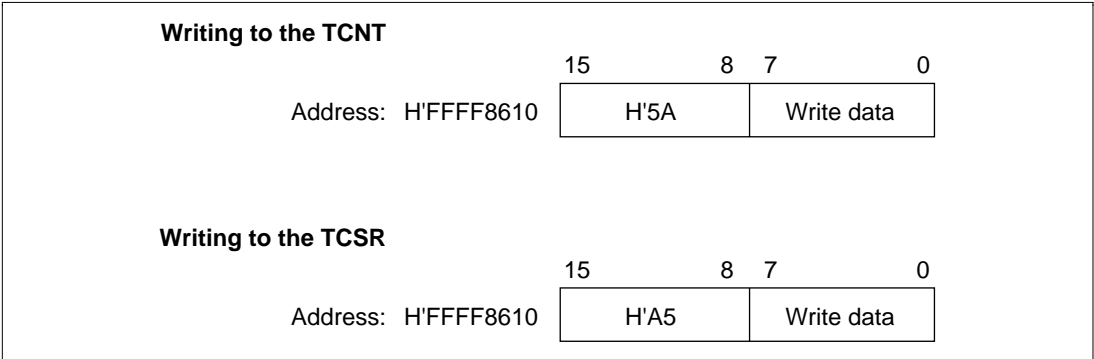 Writing to the TCNT
15 8 7 0
Address: H'FFFF8610 H'5A Write data
Writing to the TCSR
15 8 7 0
Address: H'FFFF8610 H'A5 Write data